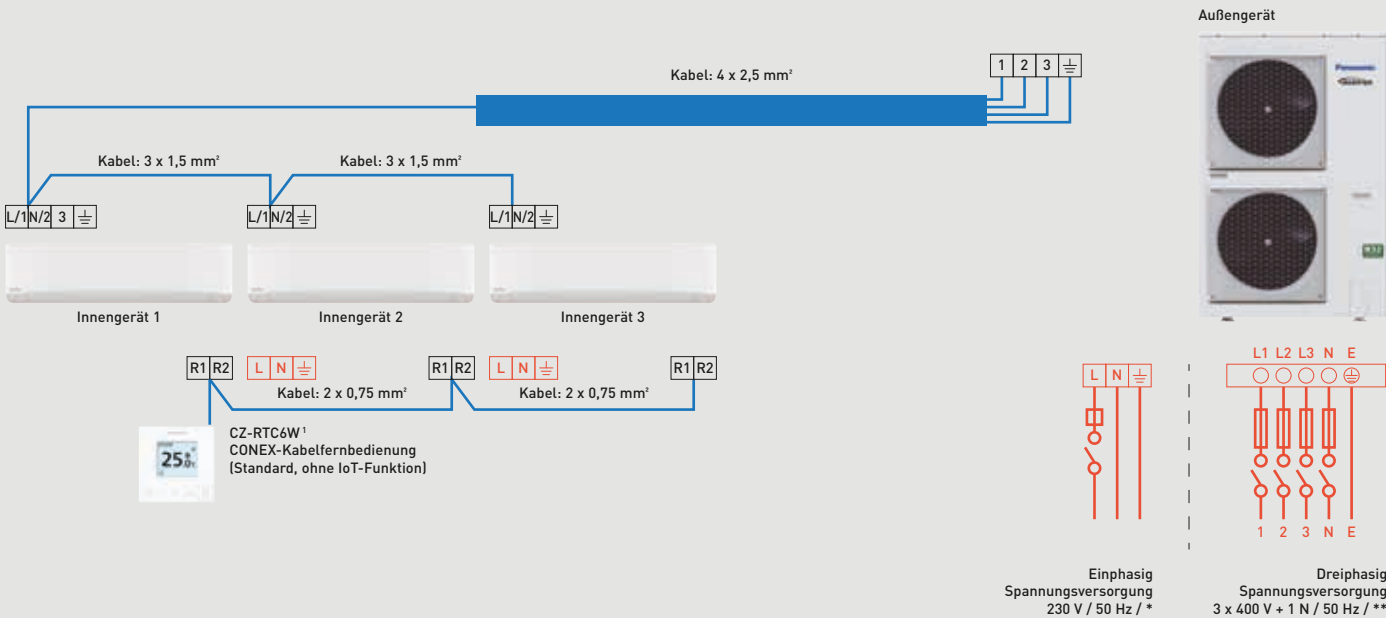 Außengerät
Kabel: 4 x 2,5 mm²
1 2 3
Panasonic
Kabel: 3 x 1,5 mm²
Kabel: 3 x 1,5 mm²
L/1 N/2 3
L/1 N/2
L/1 N/2
R32
Innengerät 1
Innengerät 2
Innengerät 3
R1 R2
L N
R1 R2
L N
R1 R2
Kabel: 2 x 0,75 mm²
Kabel: 2 x 0,75 mm²
L N
L1 L2 L3 N E
CZ-RTC6W¹
CONEX-Kabelfernbedienung
(Standard, ohne IoT-Funktion)
25
1 2 3 N E
Einphasig
Spannungsversorgung
230 V / 50 Hz / *
Dreiphasig
Spannungsversorgung
3 x 400 V + 1 N / 50 Hz / **